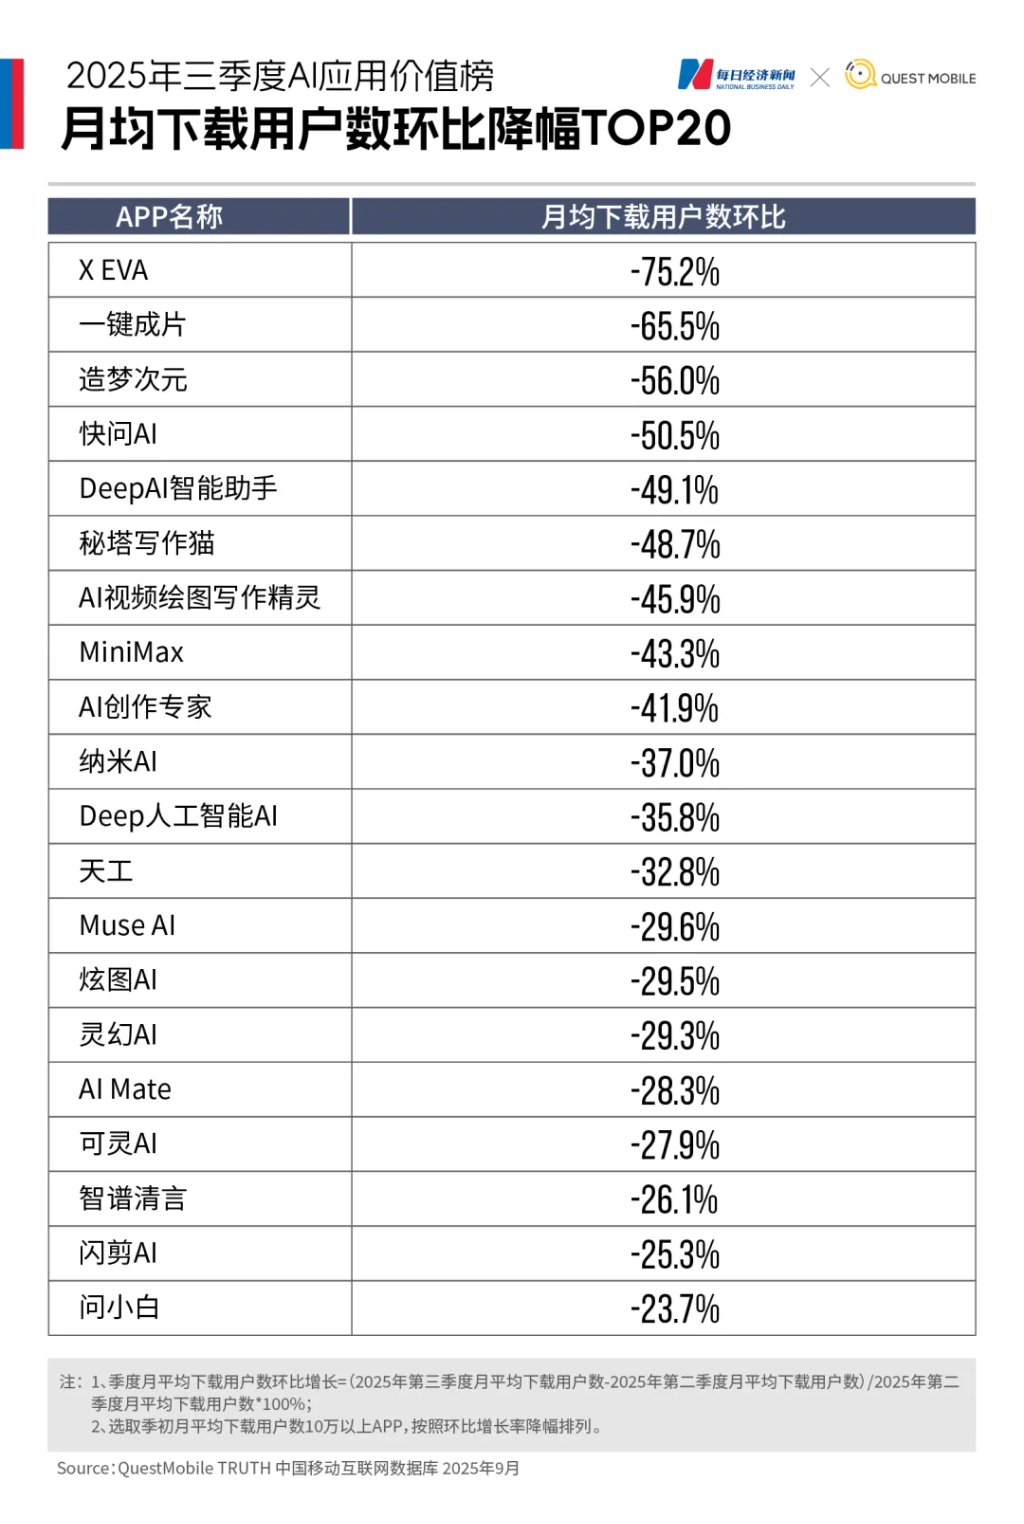 2025年三季度AI应用价值榜
每日经济新闻
NATIONAL BUSINESS DAILY
QUEST MOBILE
月均下载用户数环比降幅TOP20
APP名称 月均下载用户数环比
X EVA -75.2%
一键成片 -65.5%
造梦次元 -56.0%
快问AI -50.5%
DeepAI智能助手 -49.1%
秘塔写作猫 -48.7%
AI视频绘图写作精灵 -45.9%
MiniMax -43.3%
AI创作专家 -41.9%
纳米AI -37.0%
Deep人工智能AI -35.8%
天工 -32.8%
Muse AI -29.6%
炫图AI -29.5%
灵幻AI -29.3%
AI Mate -28.3%
可灵AI -27.9%
智谱清言 -26.1%
闪剪AI -25.3%
问小白 -23.7%
注：1、季度月平均下载用户数环比增长=（2025年第三季度月平均下载用户数-2025年第二季度月平均下载用户数）/2025年第二
季度月平均下载用户数*100%；
2、选取季初月平均下载用户数10万以上APP，按照环比增长率降幅排列。
Source：QuestMobile TRUTH 中国移动互联网数据库 2025年9月